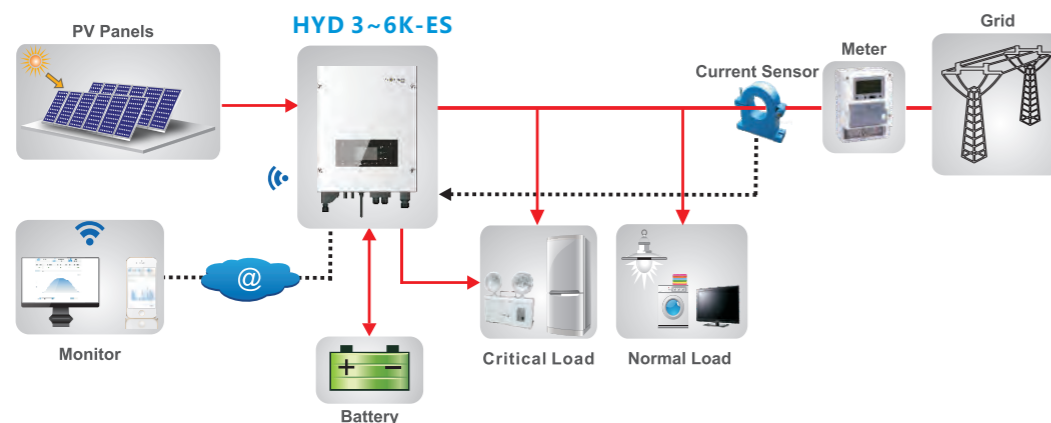 HYD 3~6K-ES
PV Panels
Grid
Meter
Current Sensor
@
Monitor
Critical Load
Normal Load
+ −
Battery